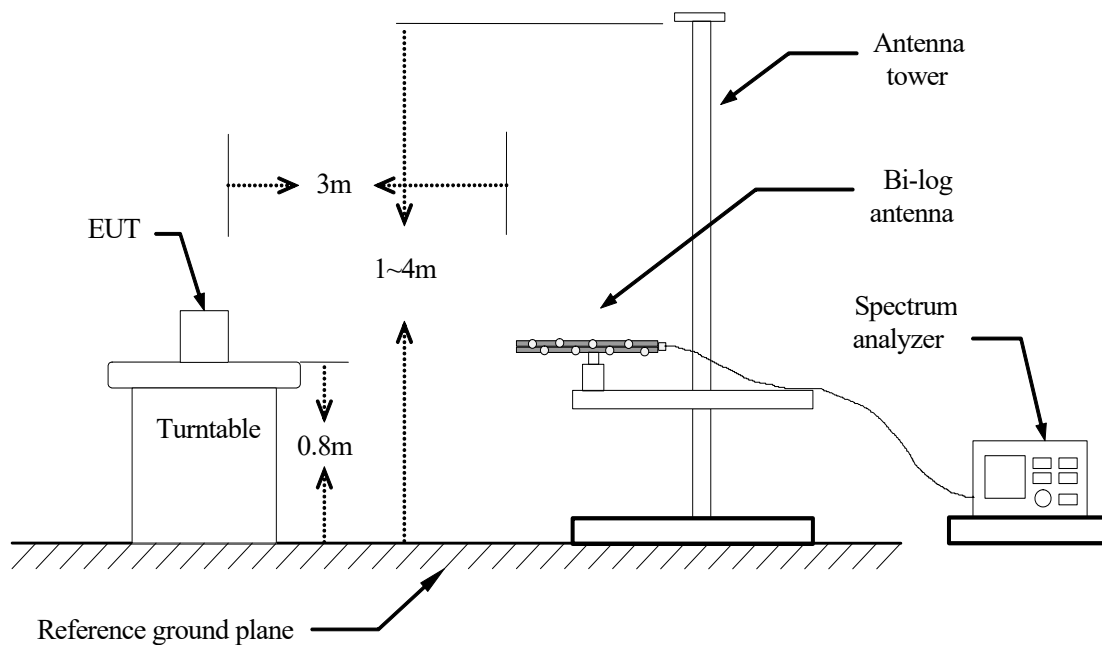 Antenna
tower
3m
Bi-log
antenna
EUT
1~4m
Spectrum
analyzer
Turntable
0.8m
Reference ground plane